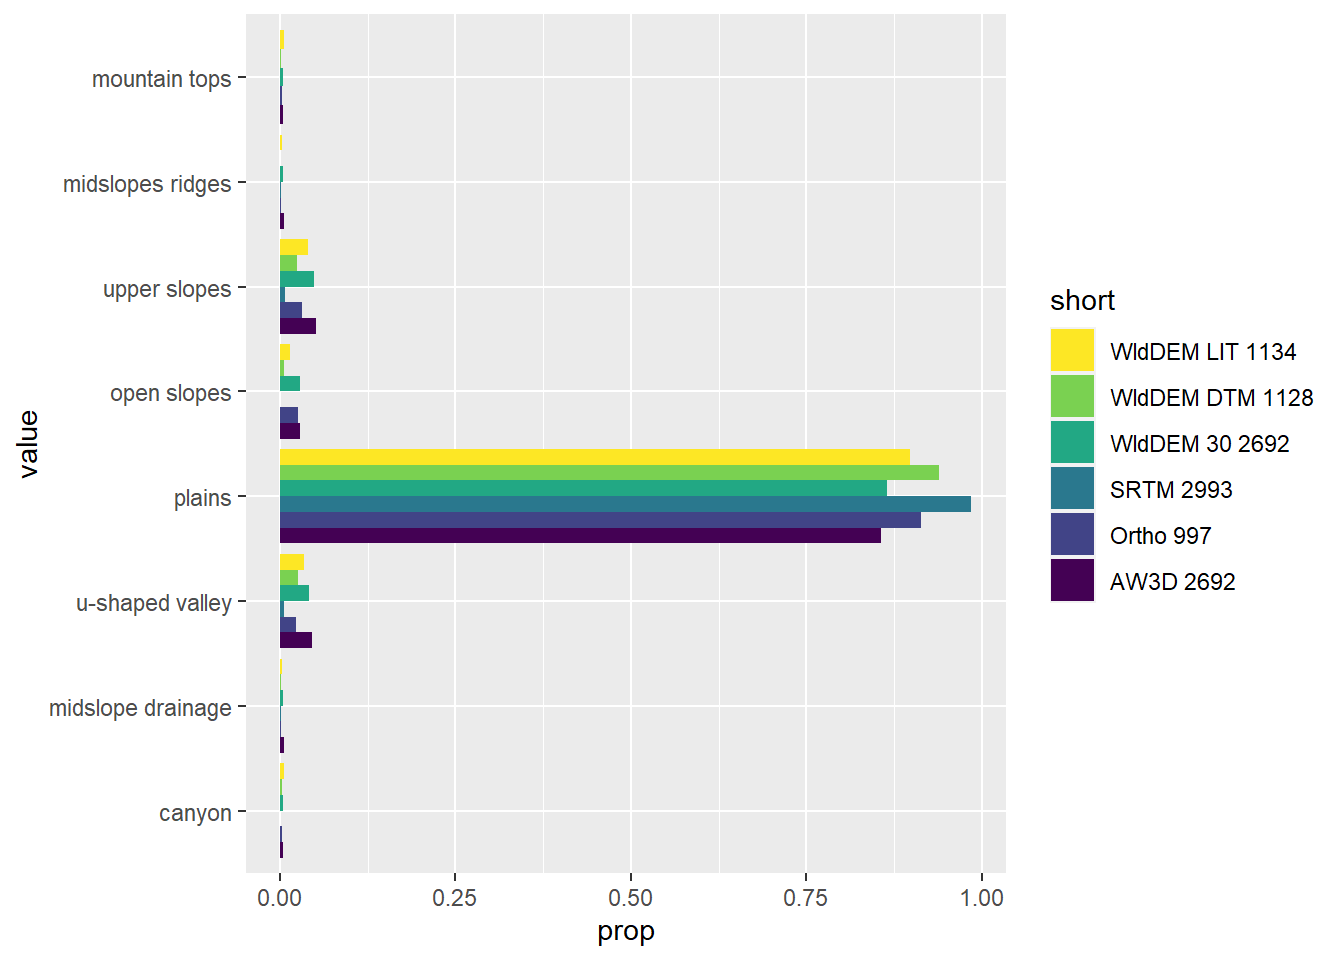 mountain tops
midslopes ridges
upper slopes
open slopes
plains
u-shaped valley
midslope drainage
canyon
value
0.00 0.25 0.50 0.75 1.00
prop
short
WldDEM LIT 1134
WldDEM DTM 1128
WldDEM 30 2692
SRTM 2993
Ortho 997
AW3D 2692